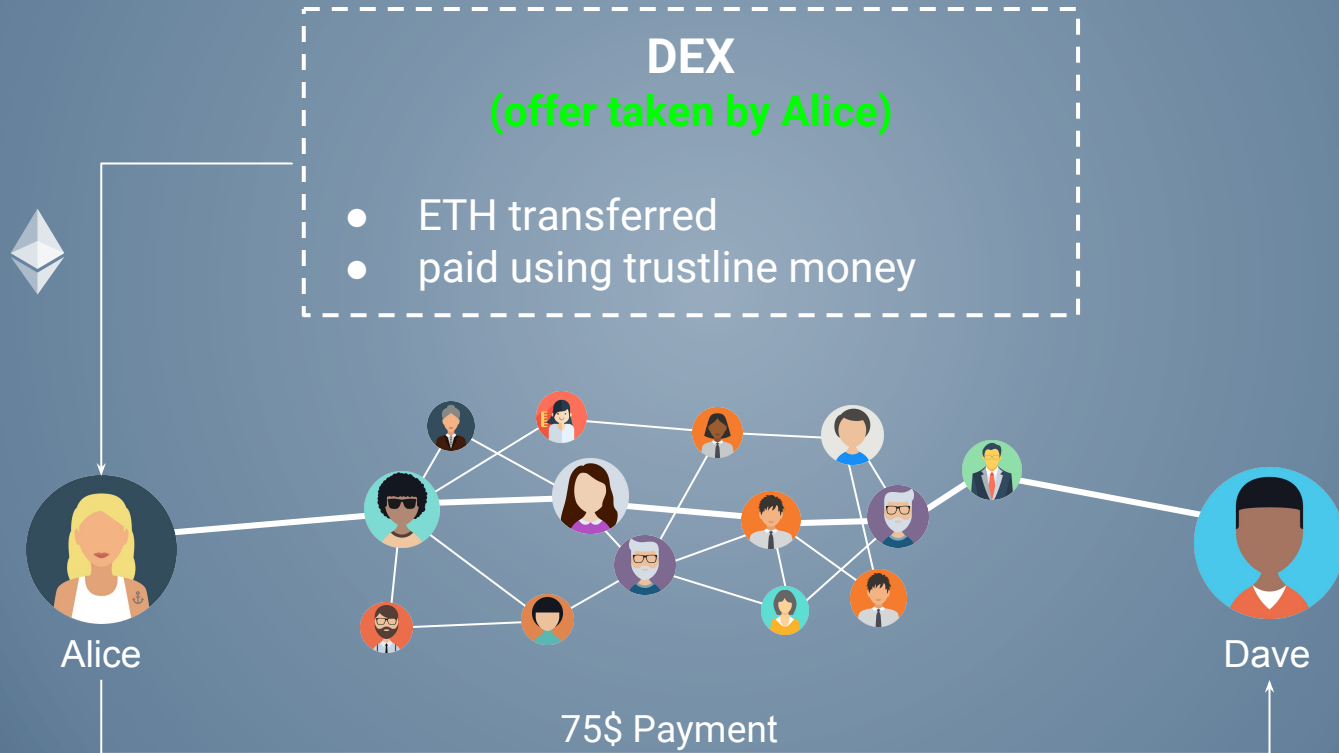 DEX
(offer taken by Alice)
● ETH transferred
● paid using trustline money
Alice
Dave
75$ Payment